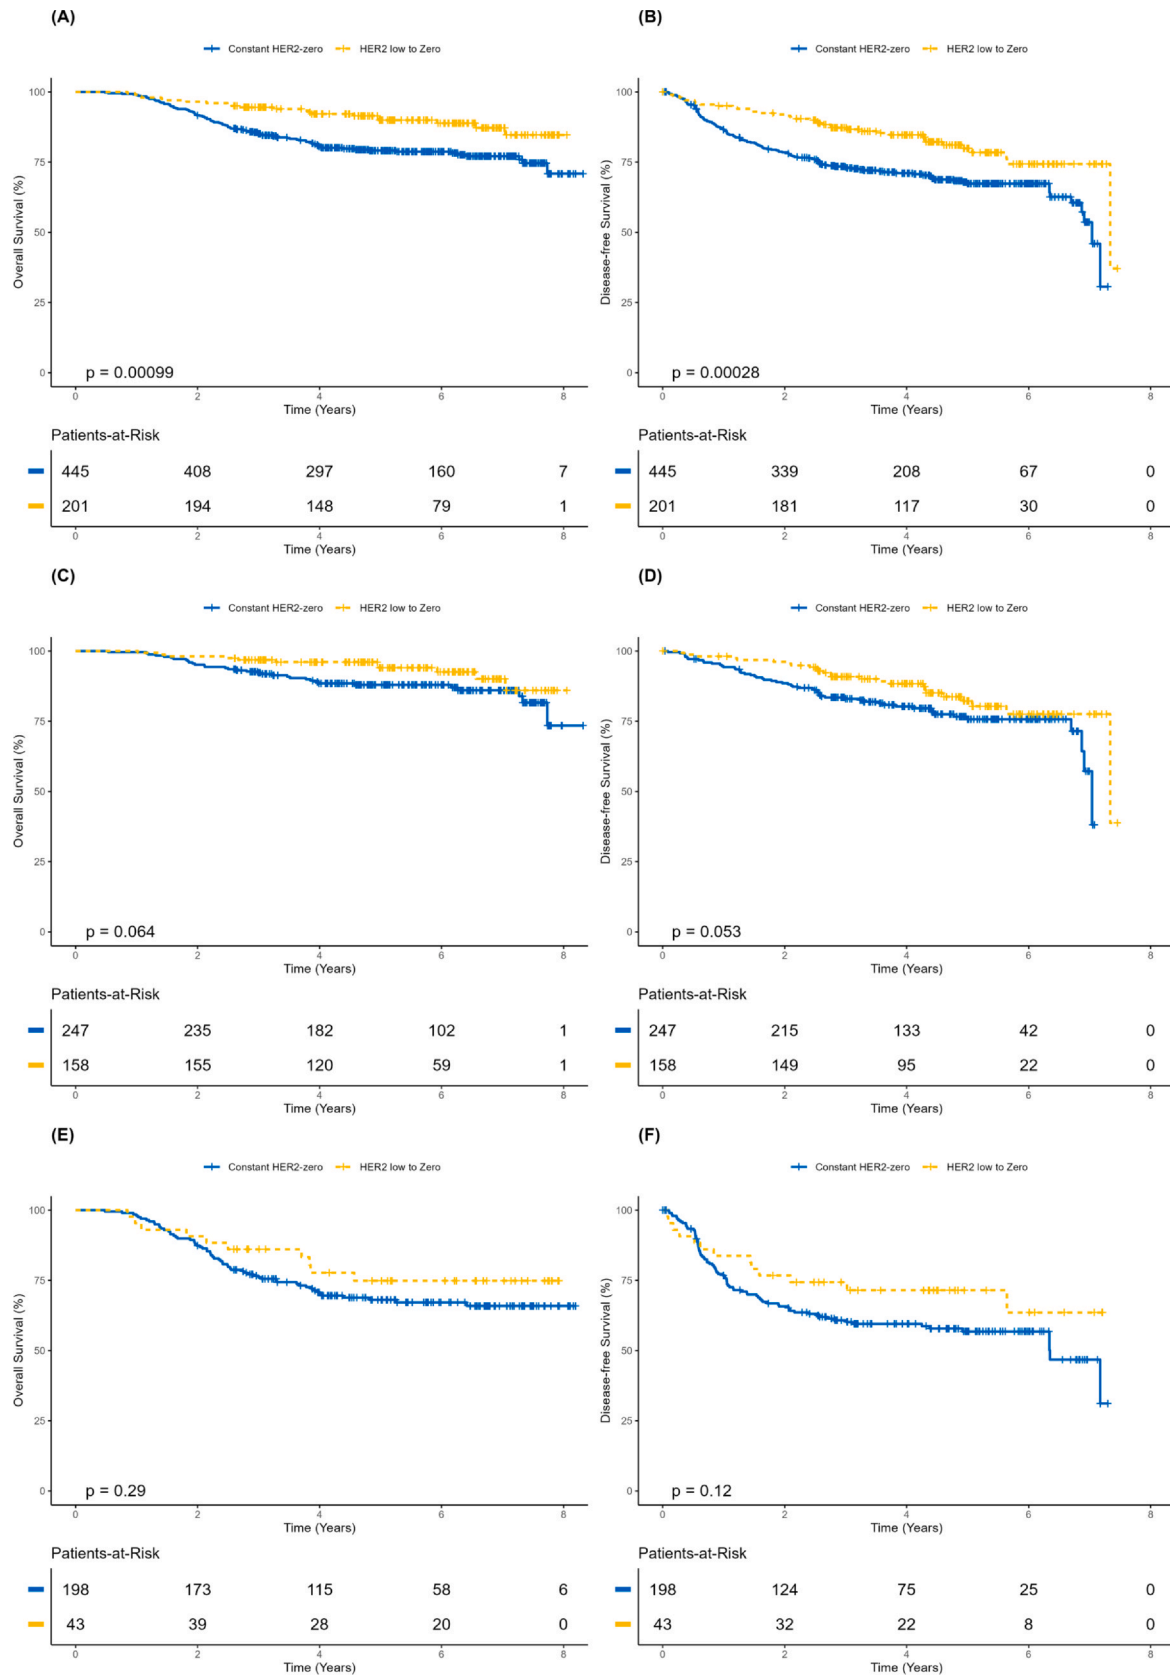 (A)
Constant HER2-zero HER2 low to Zero
Overall Survival (%)
100
75
50
25
0
p = 0.00099
0 2 4 6 8
Time (Years)
Patients-at-Risk
445 408 297 160 7
201 194 148 79 1
0 2 4 6 8
Time (Years)
(B)
Constant HER2-zero HER2 low to Zero
Disease-free Survival (%)
100
75
50
25
0
p = 0.00028
0 2 4 6 8
Time (Years)
Patients-at-Risk
445 339 208 67 0
201 181 117 30 0
0 2 4 6 8
Time (Years)
(C)
Constant HER2-zero HER2 low to Zero
Overall Survival (%)
100
75
50
25
0
p = 0.064
0 2 4 6 8
Time (Years)
Patients-at-Risk
247 235 182 102 1
158 155 120 59 1
0 2 4 6 8
Time (Years)
(D)
Constant HER2-zero HER2 low to Zero
Disease-free Survival (%)
100
75
50
25
0
p = 0.053
0 2 4 6 8
Time (Years)
Patients-at-Risk
247 215 133 42 0
158 149 95 22 0
0 2 4 6 8
Time (Years)
(E)
Constant HER2-zero HER2 low to Zero
Overall Survival (%)
100
75
50
25
0
p = 0.29
0 2 4 6 8
Time (Years)
Patients-at-Risk
198 173 115 58 6
43 39 28 20 0
0 2 4 6 8
Time (Years)
(F)
Constant HER2-zero HER2 low to Zero
Disease-free Survival (%)
100
75
50
25
0
p = 0.12
0 2 4 6 8
Time (Years)
Patients-at-Risk
198 124 75 25 0
43 32 22 8 0
0 2 4 6 8
Time (Years)